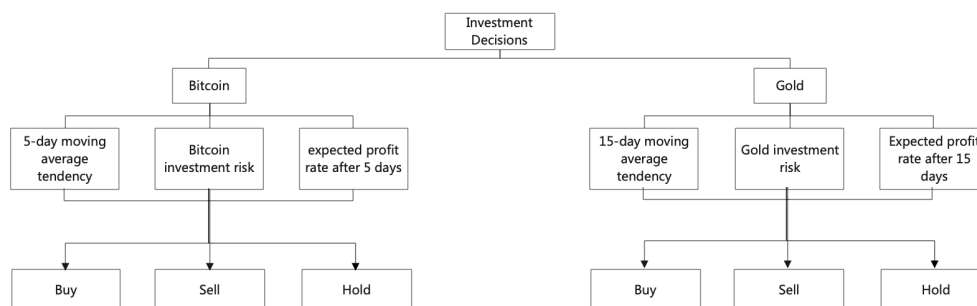 Investment
Decisions
Bitcoin
Gold
5-day moving
average
tendency
Bitcoin
investment risk
expected profit
rate after 5 days
15-day moving
average
tendency
Gold investment
risk
Expected profit
rate after 15
days
Buy
Sell
Hold
Buy
Sell
Hold